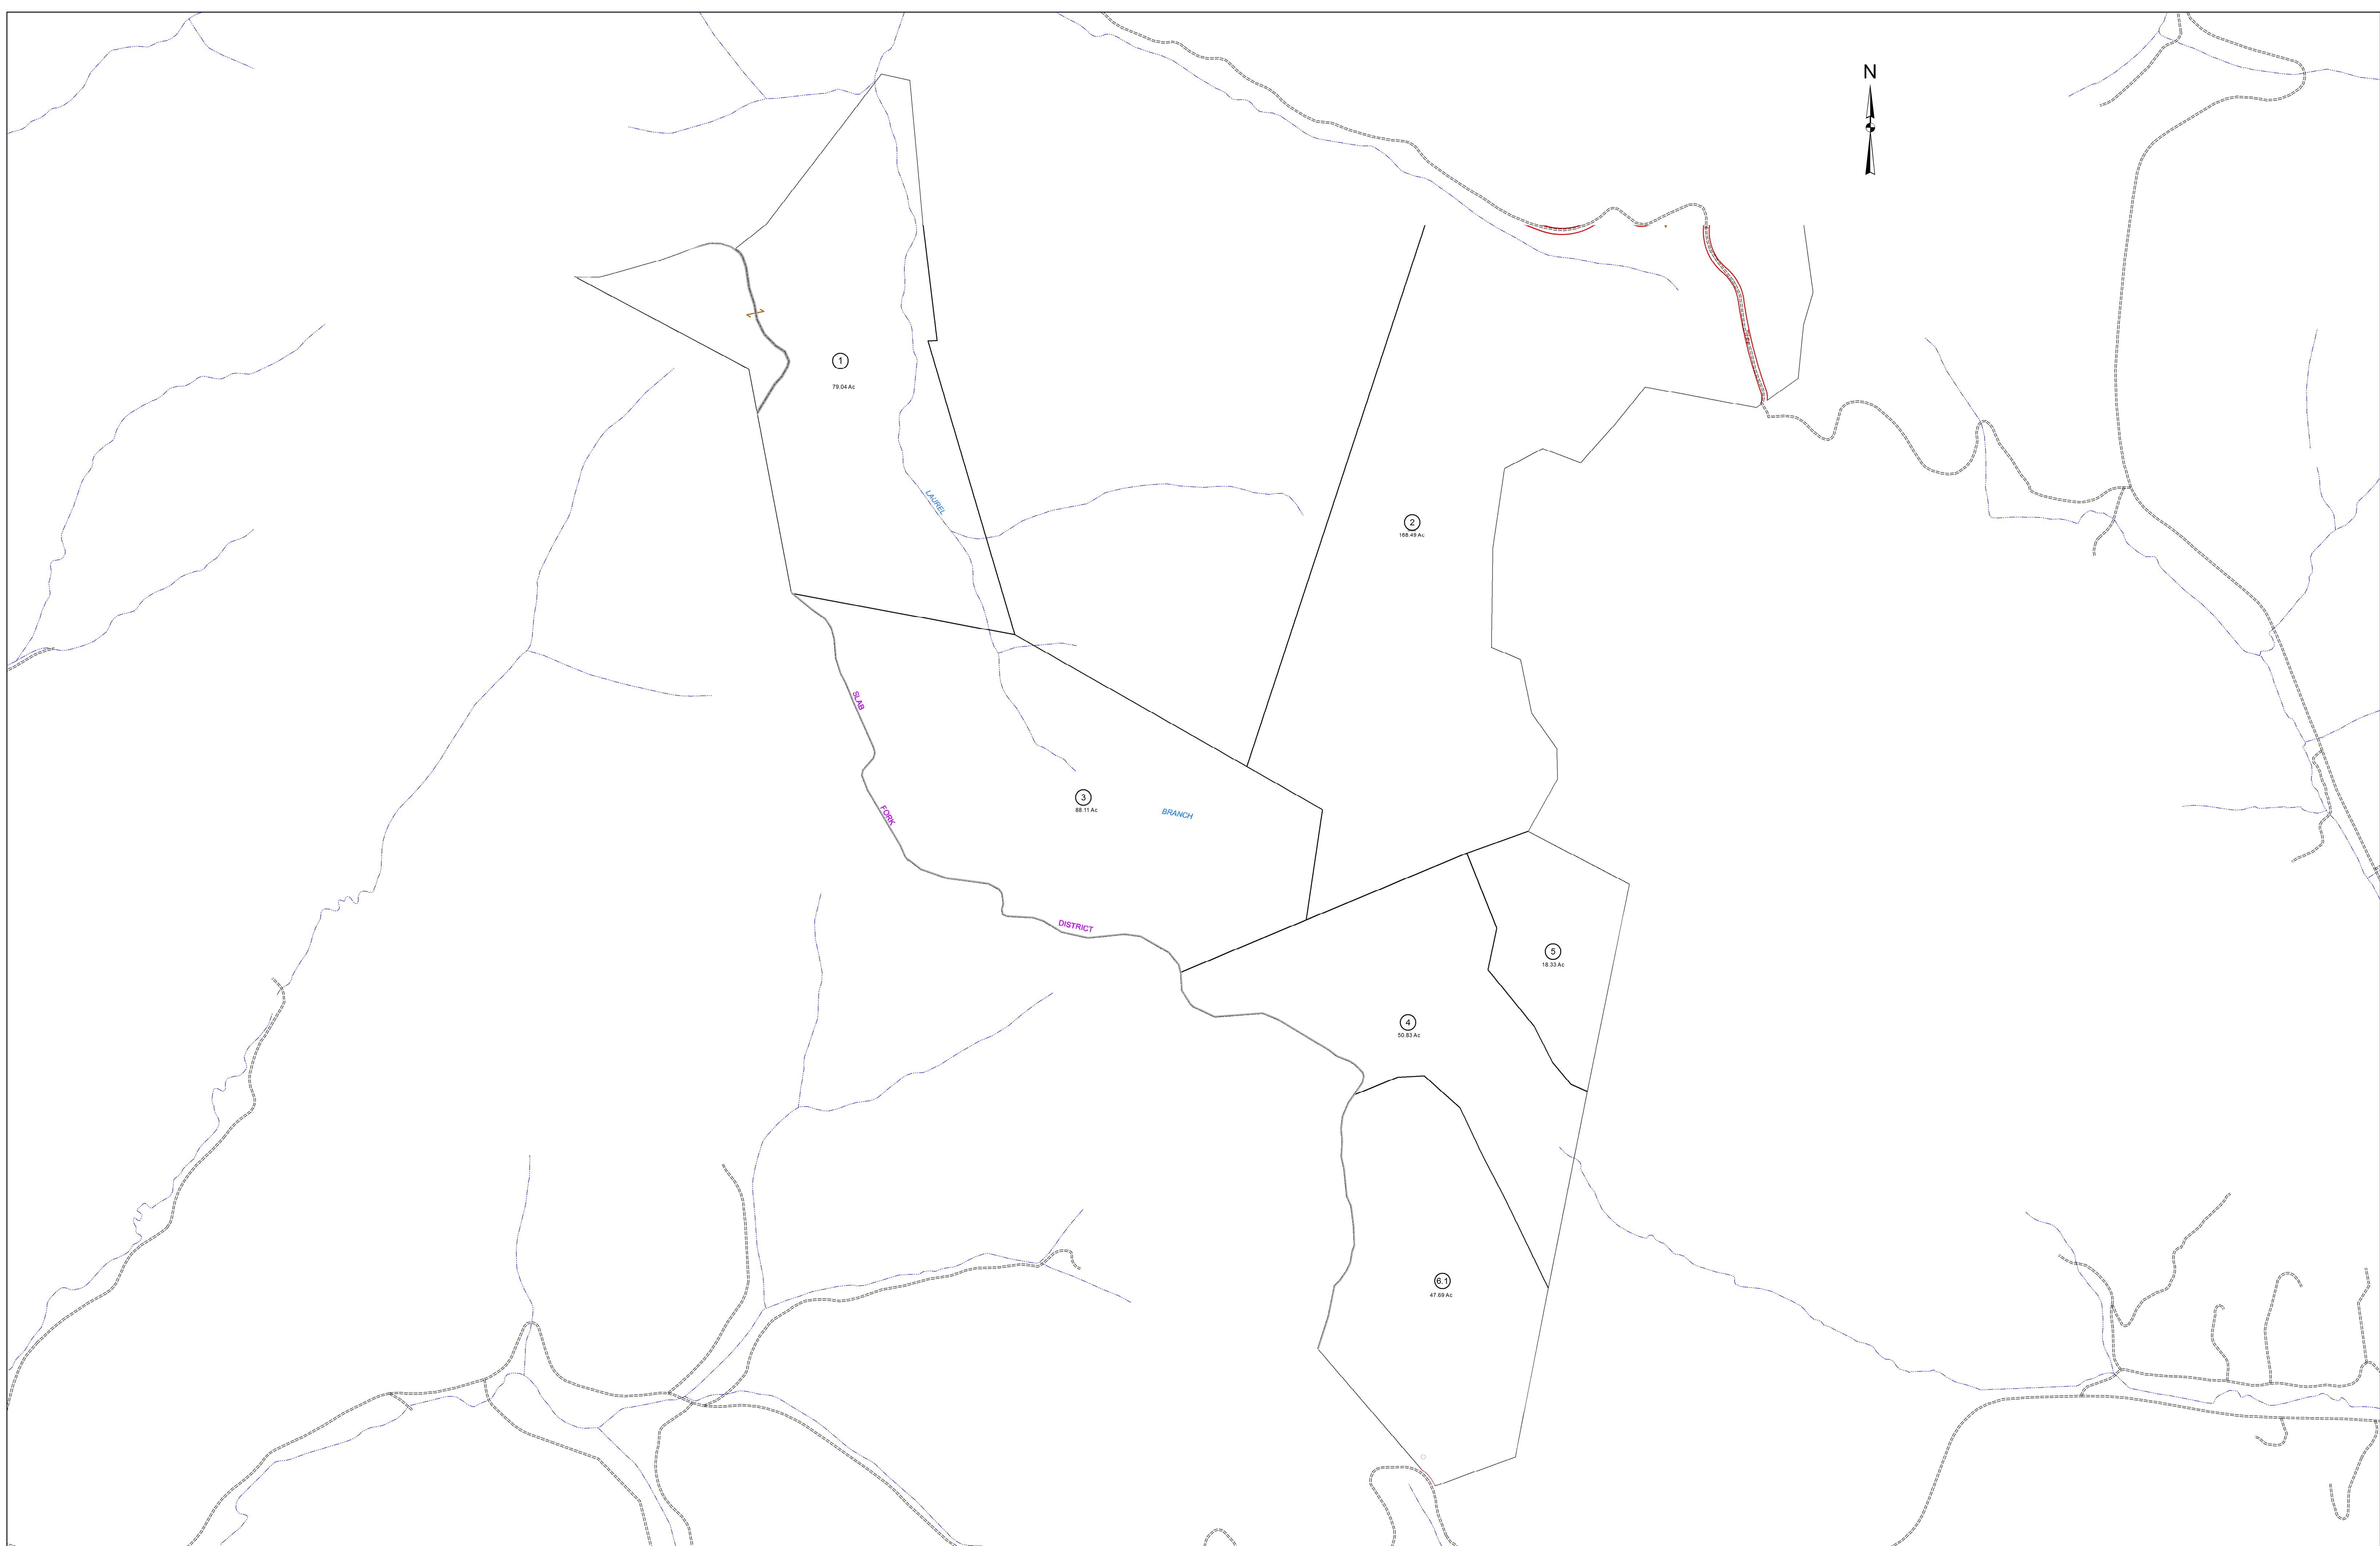 N
1
79.04 Ac
LAUREL
2
168.49 Ac
SLAB
3
88.11 Ac
FORK
BRANCH
DISTRICT
5
18.33 Ac
4
50.83 Ac
6.1
47.69 Ac